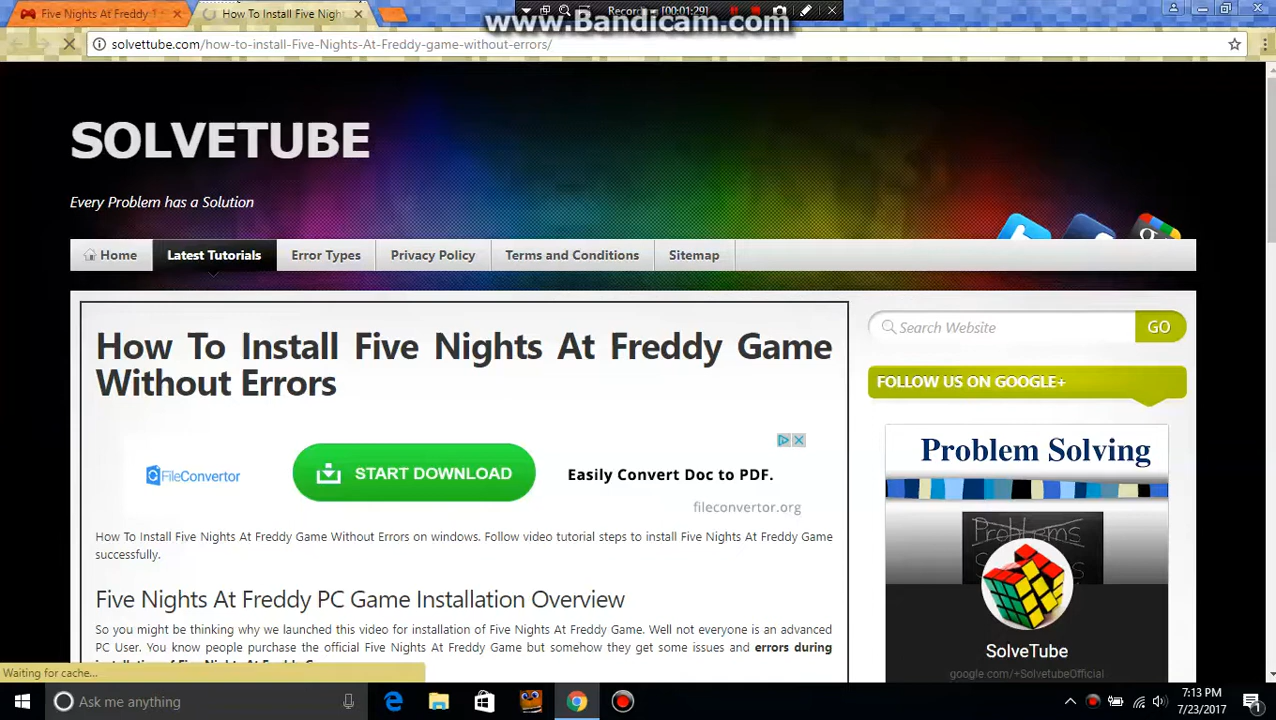 Five Nights At Freddy
How To Install Five Nigh
[00:01:29]
www.Bandicam.com
solvettube.com/how-to-install-Five-Nights-At-Freddy-game-without-errors/
SOLVETUBE
Every Problem has a Solution
Home
Latest Tutorials
Error Types
Privacy Policy
Terms and Conditions
Sitemap
How To Install Five Nights At Freddy Game
Without Errors
Search Website
GO
FOLLOW US ON GOOGLE+
FileConvertor
START DOWNLOAD
Easily Convert Doc to PDF.
fileconvertor.org
How To Install Five Nights At Freddy Game Without Errors on windows. Follow video tutorial steps to install Five Nights At Freddy Game
successfully.
Five Nights At Freddy PC Game Installation Overview
So you might be thinking why we launched this video for installation of Five Nights At Freddy Game. Well not everyone is an advanced
PC User. You know people purchase the official Five Nights At Freddy Game but somehow they get some issues and errors during
Problem Solving
Problems
SolveTube
google.com/+SolvetubeOfficial
Waiting for cache...
Ask me anything
7:13 PM
7/23/2017
1